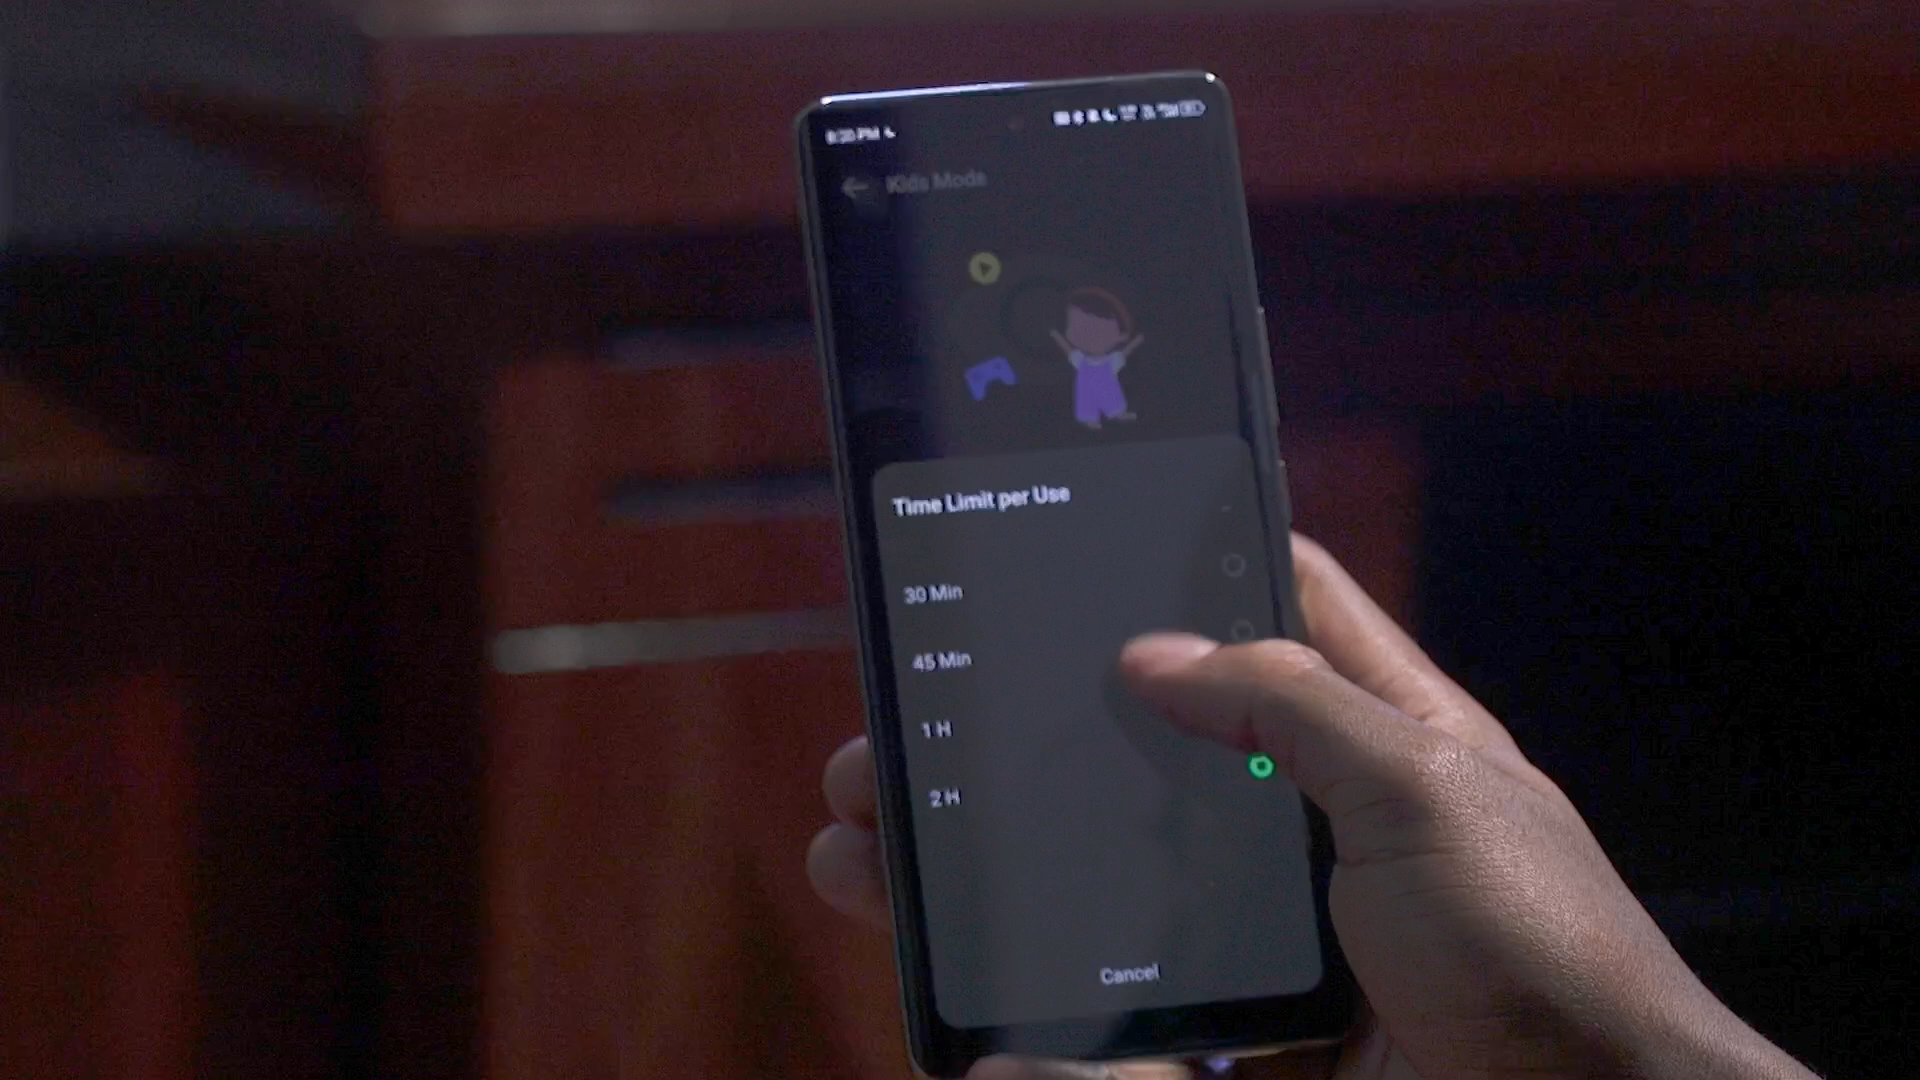 Kids Mode
Time Limit per Use
30 Min
45 Min
1 H
2 H
Cancel